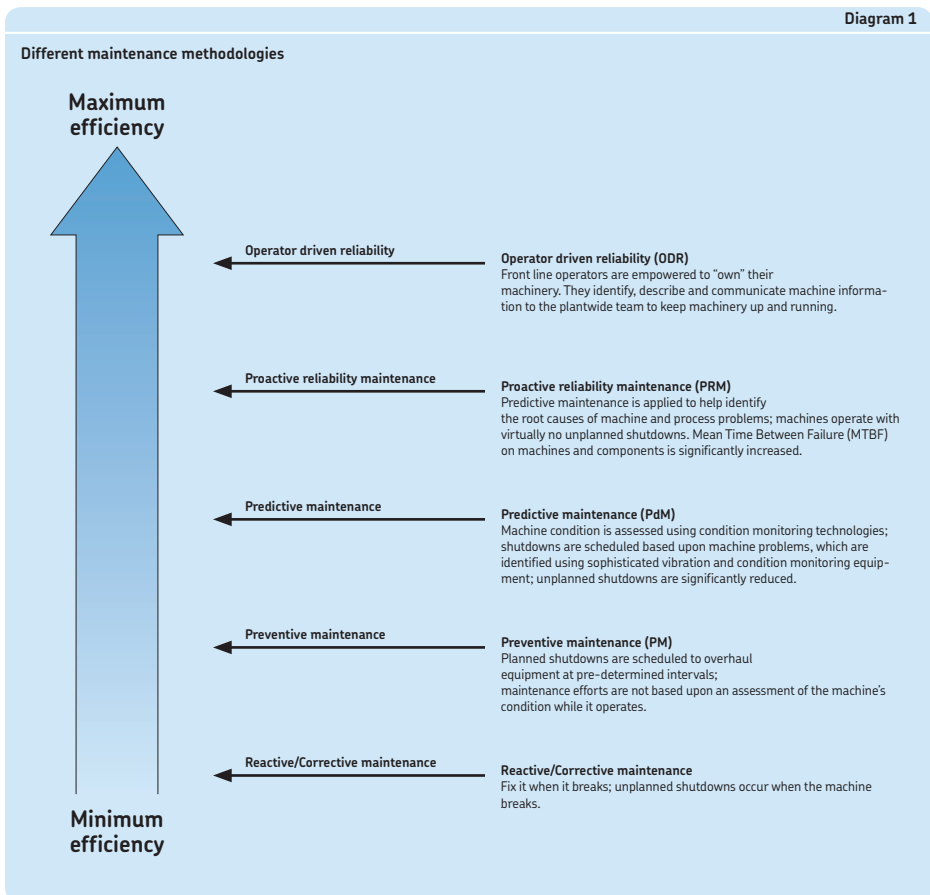 Diagram 1
Different maintenance methodologies
Maximum
efficiency
Operator driven reliability
Operator driven reliability (ODR)
Front line operators are empowered to “own” their
machinery. They identify, describe and communicate machine informa-
tion to the plantwide team to keep machinery up and running.
Proactive reliability maintenance
Proactive reliability maintenance (PRM)
Predictive maintenance is applied to help identify
the root causes of machine and process problems; machines operate with
virtually no unplanned shutdowns. Mean Time Between Failure (MTBF)
on machines and components is significantly increased.
Predictive maintenance
Predictive maintenance (PdM)
Machine condition is assessed using condition monitoring technologies;
shutdowns are scheduled based upon machine problems, which are
identified using sophisticated vibration and condition monitoring equip-
ment; unplanned shutdowns are significantly reduced.
Preventive maintenance
Preventive maintenance (PM)
Planned shutdowns are scheduled to overhaul
equipment at pre-determined intervals;
maintenance efforts are not based upon an assessment of the machine’s
condition while it operates.
Reactive/Corrective maintenance
Reactive/Corrective maintenance
Fix it when it breaks; unplanned shutdowns occur when the machine
breaks.
Minimum
efficiency